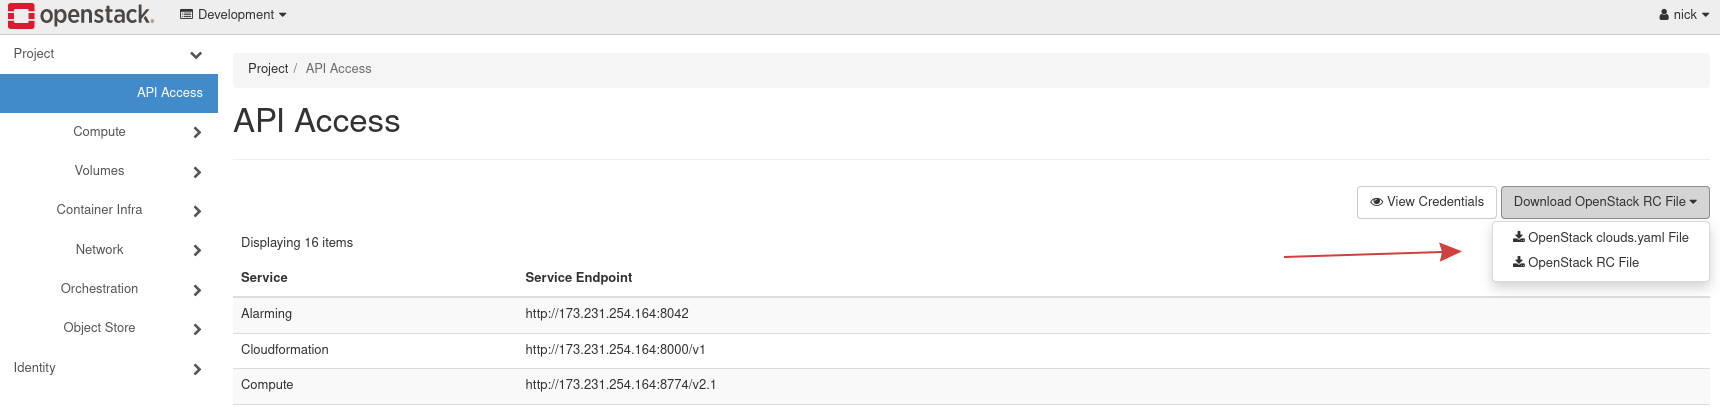 openstack.
Development
nick
Project
API Access
Compute
Volumes
Container Infra
Network
Orchestration
Object Store
Identity
Project / API Access
API Access
View Credentials
Download OpenStack RC File
OpenStack clouds.yaml File
OpenStack RC File
Displaying 16 items
Service Service Endpoint
Alarming http://173.231.254.164:8042
Cloudformation http://173.231.254.164:8000/v1
Compute http://173.231.254.164:8774/v2.1